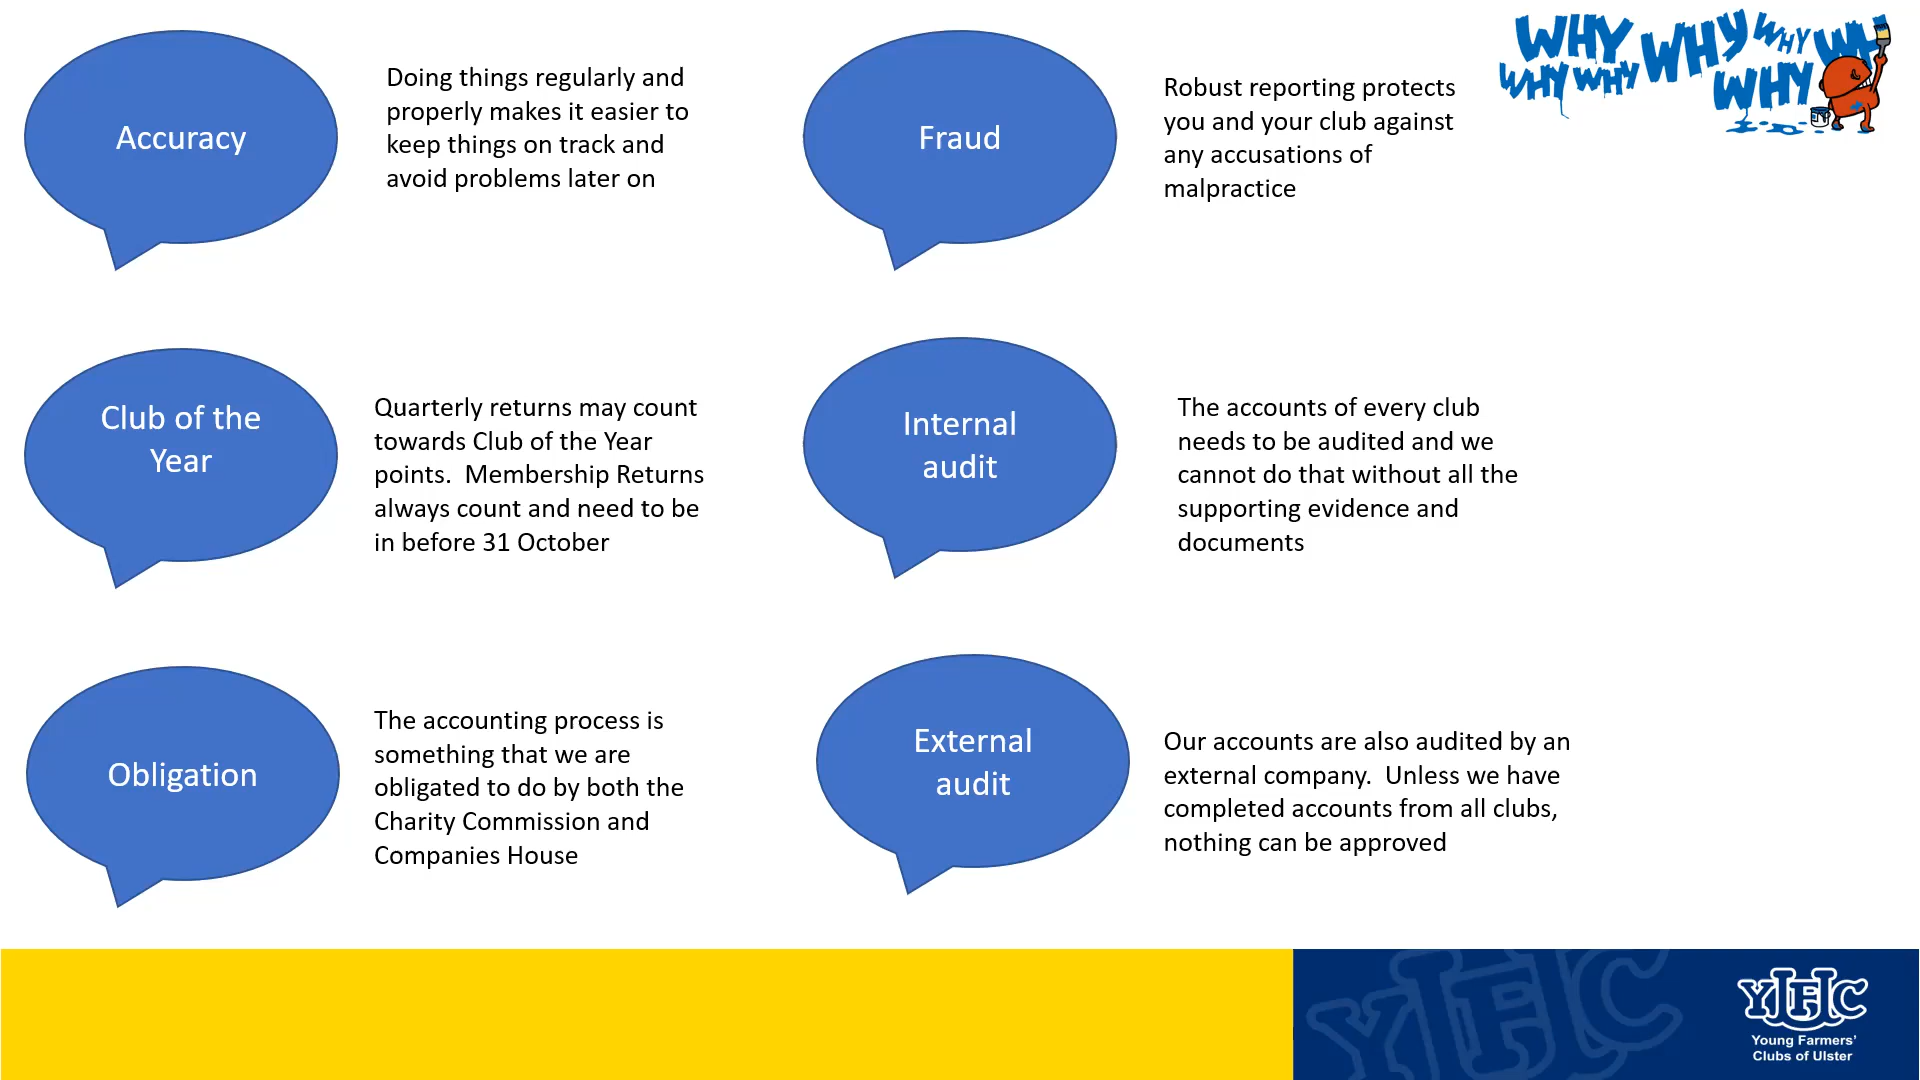 Accuracy
Doing things regularly and
properly makes it easier to
keep things on track and
avoid problems later on
Fraud
Robust reporting protects
you and your club against
any accusations of
malpractice
WHY WHY WHY WHY
WHY WHY WHY
Club of the
Year
Quarterly returns may count
towards Club of the Year
points.  Membership Returns
always count and need to be
in before 31 October
Internal
audit
The accounts of every club
needs to be audited and we
cannot do that without all the
supporting evidence and
documents
Obligation
The accounting process is
something that we are
obligated to do by both the
Charity Commission and
Companies House
External
audit
Our accounts are also audited by an
external company.  Unless we have
completed accounts from all clubs,
nothing can be approved
YFCU
Young Farmers'
Clubs of Ulster